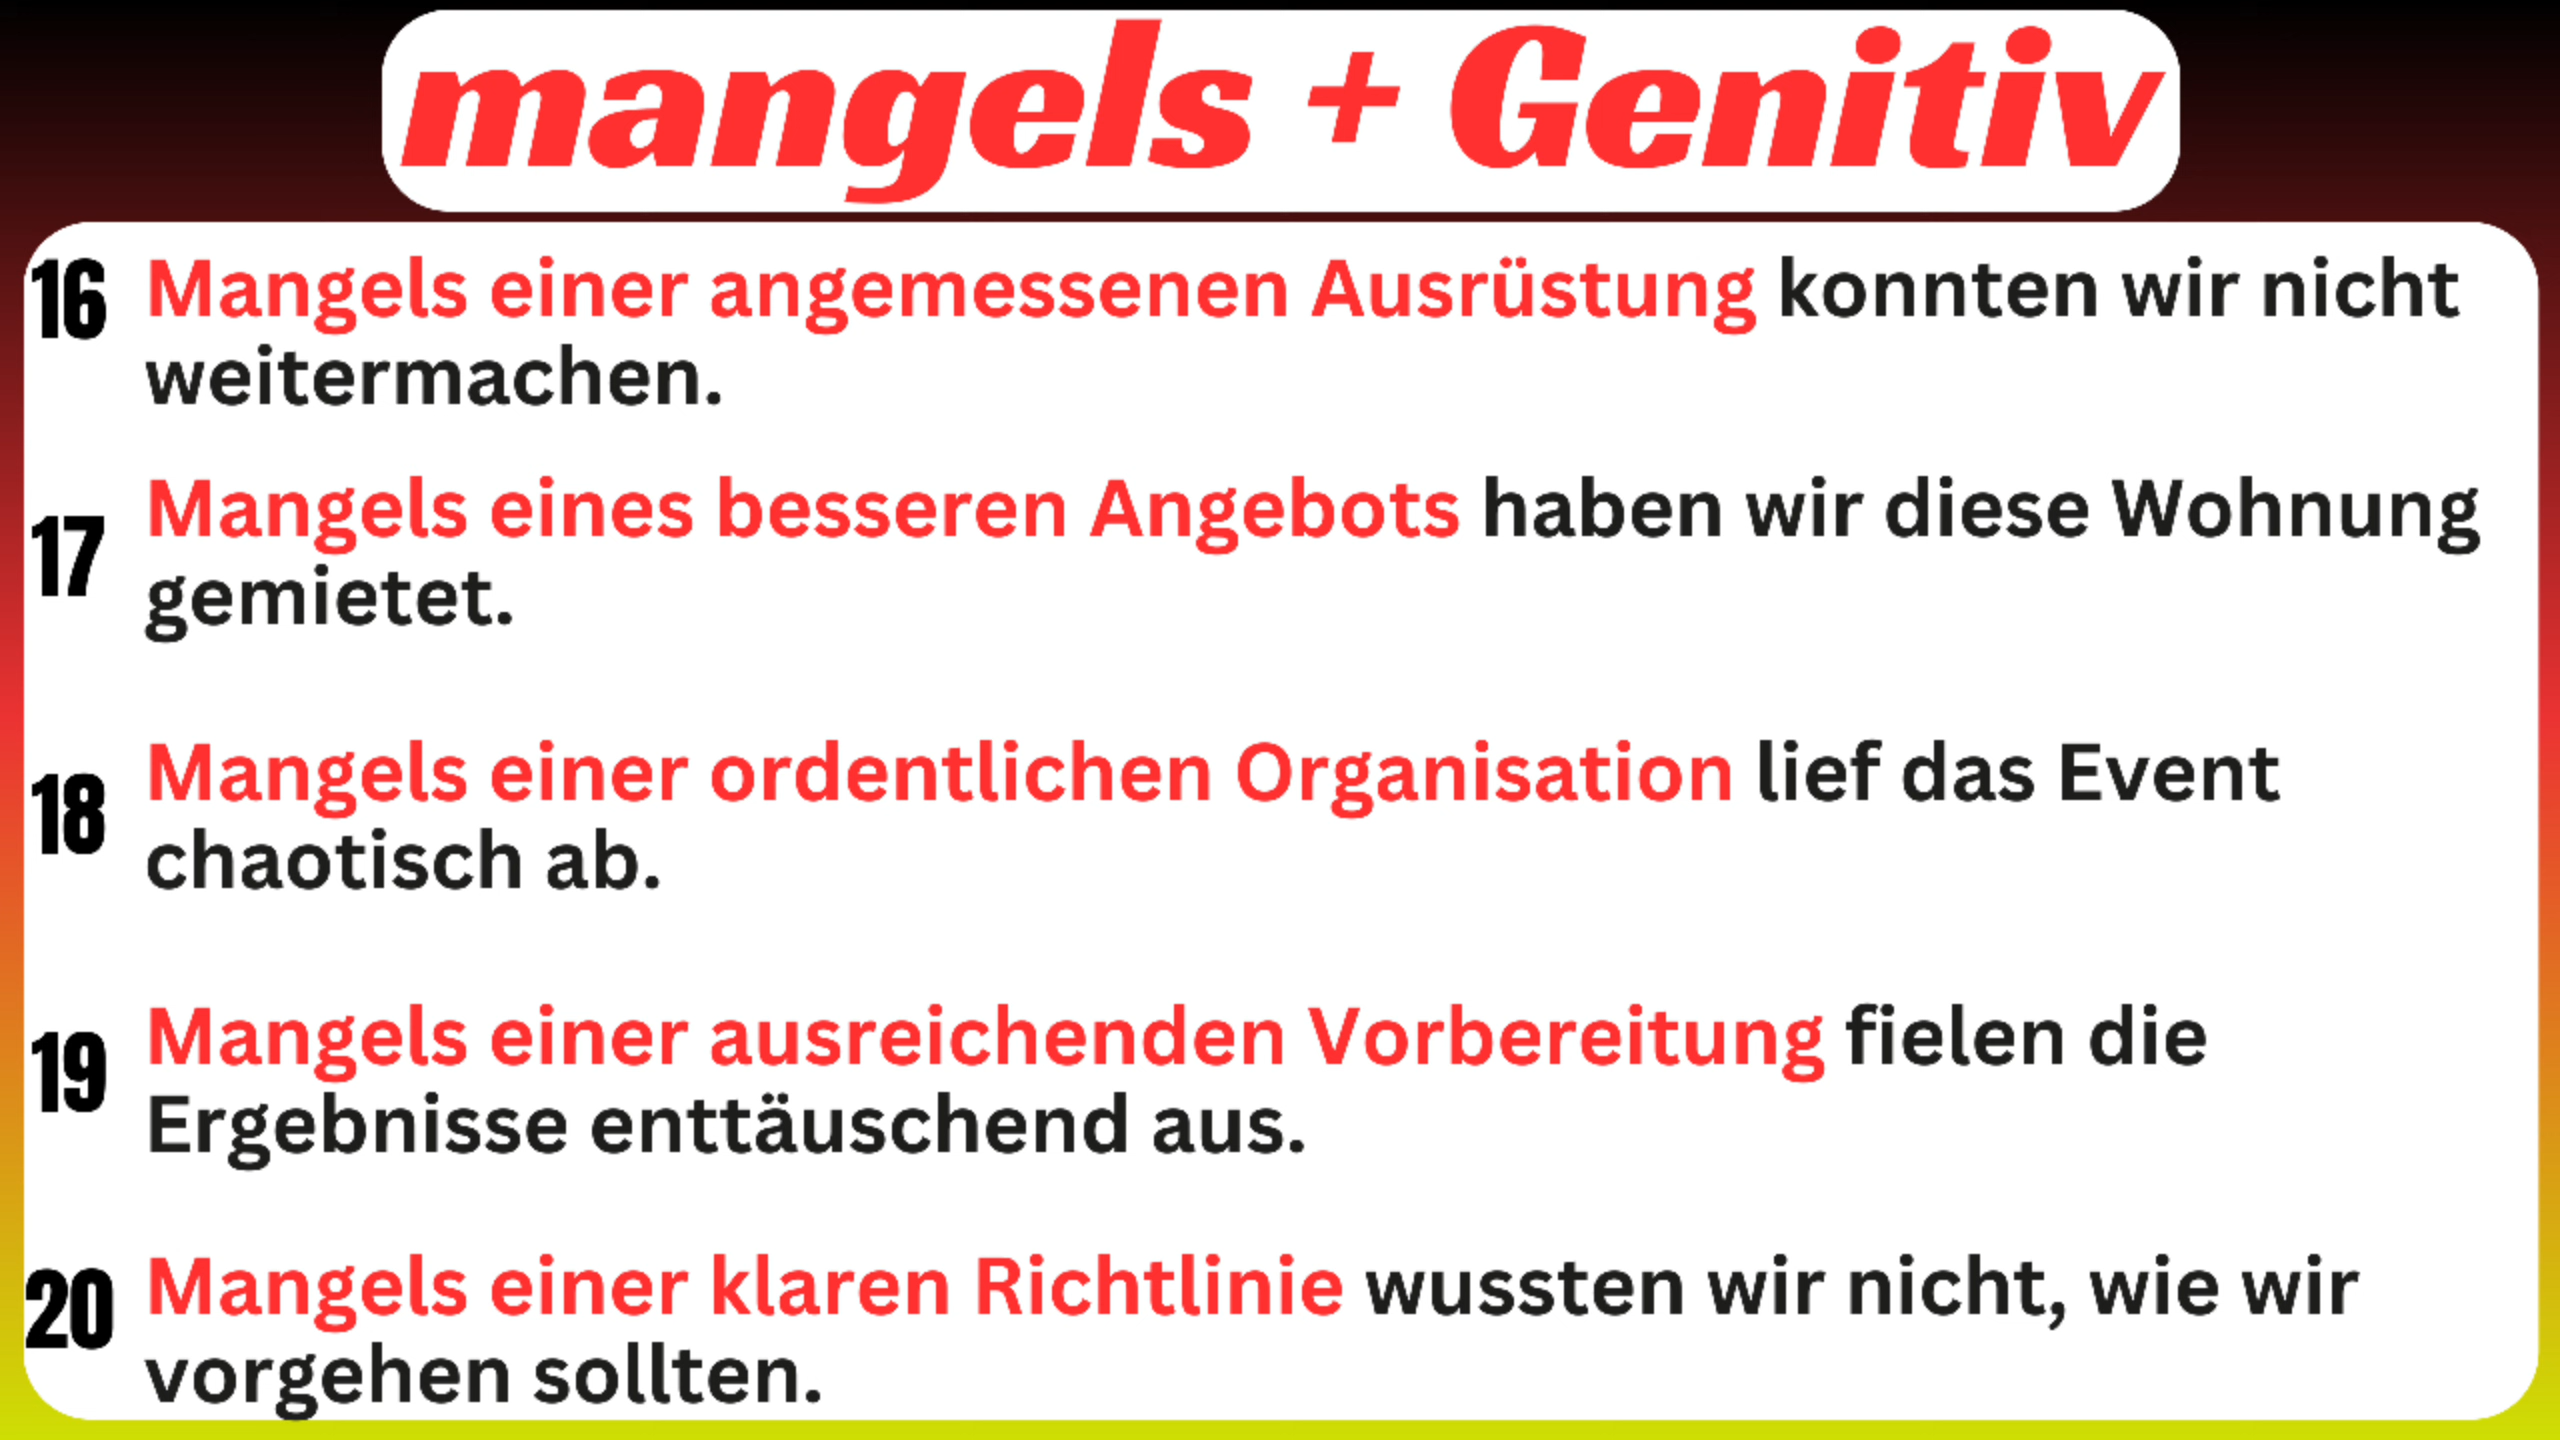 mangels + Genitiv
16 Mangels einer angemessenen Ausrüstung konnten wir nicht
weitermachen.
17 Mangels eines besseren Angebots haben wir diese Wohnung
gemietet.
18 Mangels einer ordentlichen Organisation lief das Event
chaotisch ab.
19 Mangels einer ausreichenden Vorbereitung fielen die
Ergebnisse enttäuschend aus.
20 Mangels einer klaren Richtlinie wussten wir nicht, wie wir
vorgehen sollten.